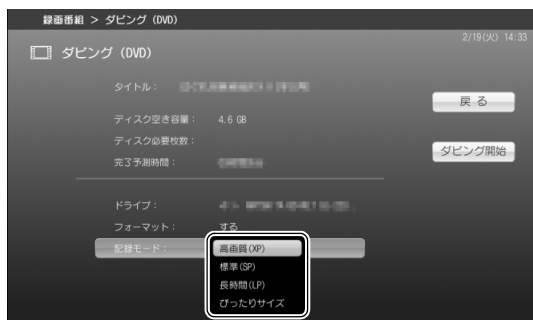 録画番組 > ダビング (DVD)
2/19(火) 14:33
ダビング (DVD)
タイトル：
戻る
ディスク空き容量： 4.6 GB
ディスク必要枚数：
ダビング開始
完了予測時間：
ドライブ：
フォーマット： する
記録モード： 高画質(XP)
標準(SP)
長時間(LP)
ぴったりサイズ